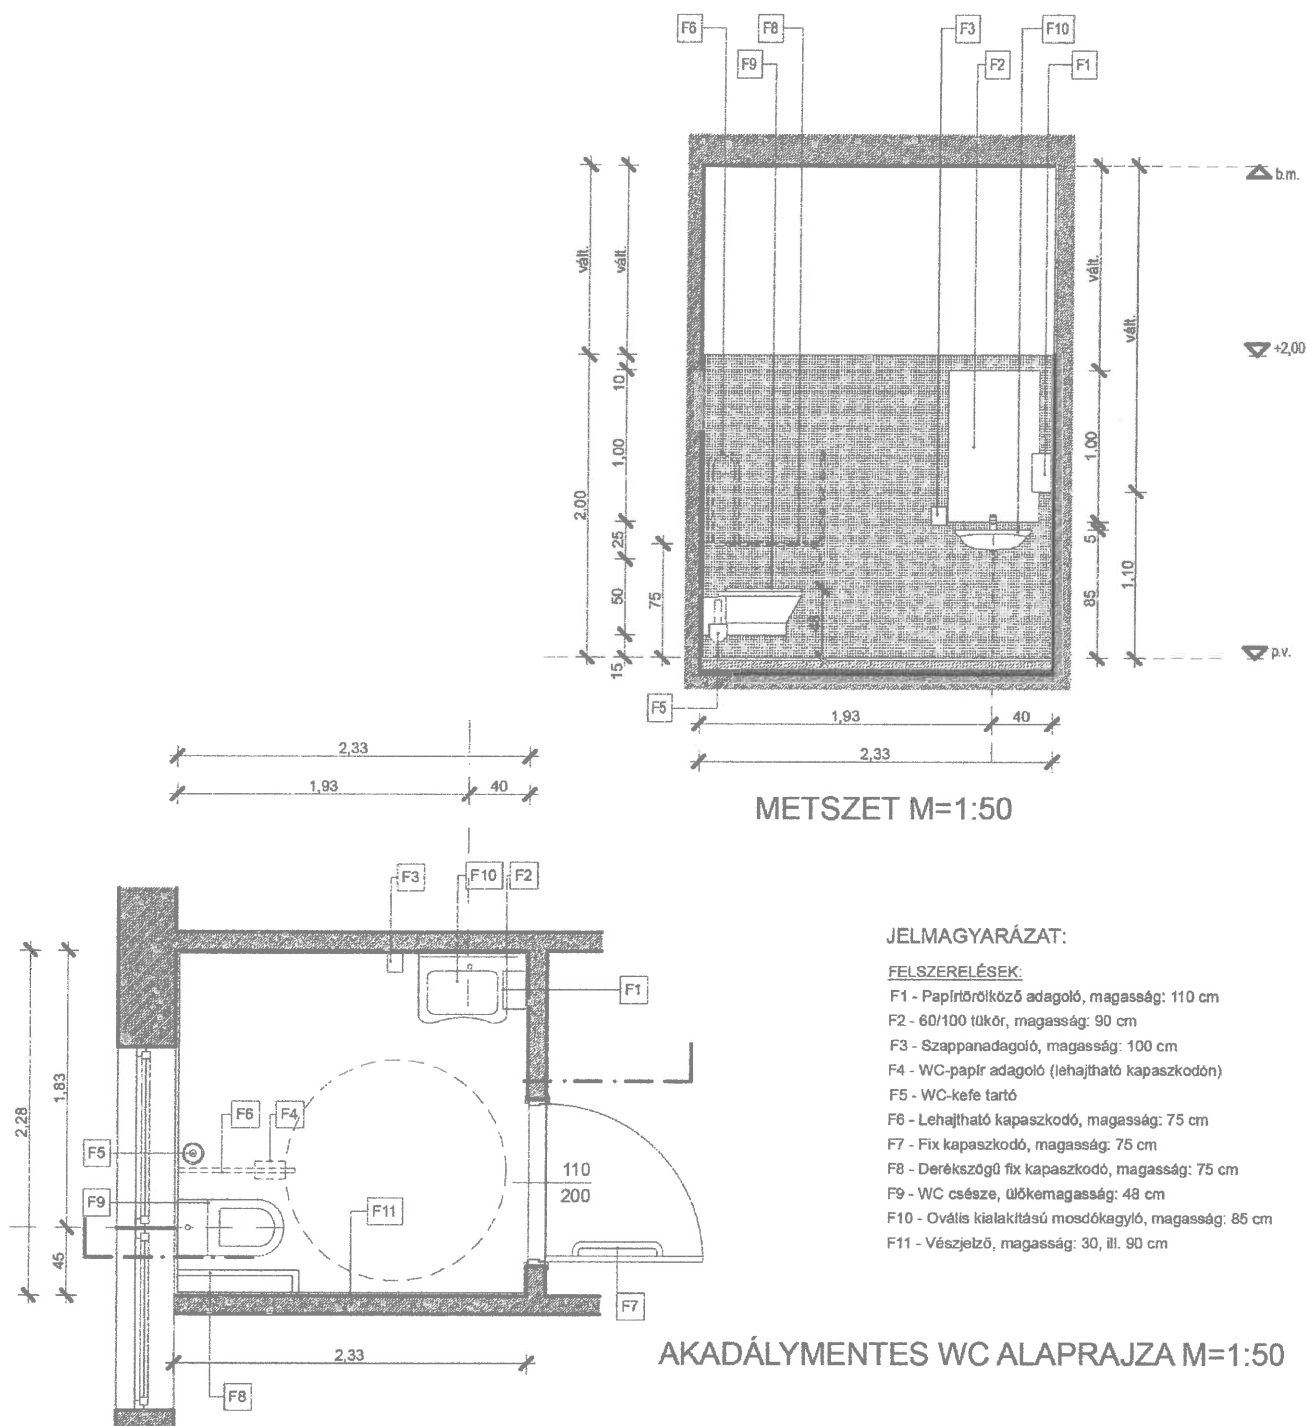 F6
F8
F3
F10
F9
F2
F1
b.m.
vált.
vált.
vált.
vált.
+2,00
10
1,00
1,00
2,00
25
5
50
75
85
1,10
48
15
p.v.
F5
1,93
40
2,33
METSZET M=1:50
2,33
1,93
40
F3
F10
F2
F1
2,28
1,83
F6
F4
F5
110
200
F9
F11
45
F7
2,33
F8
JELMAGYARÁZAT:
FELSZERELÉSEK:
F1 - Papírtörölköző adagoló, magasság: 110 cm
F2 - 60/100 tükör, magasság: 90 cm
F3 - Szappanadagoló, magasság: 100 cm
F4 - WC-papír adagoló (lehajtható kapaszkodón)
F5 - WC-kefe tartó
F6 - Lehajtható kapaszkodó, magasság: 75 cm
F7 - Fix kapaszkodó, magasság: 75 cm
F8 - Derékszögű fix kapaszkodó, magasság: 75 cm
F9 - WC csésze, ülőkemagasság: 48 cm
F10 - Ovális kialakítású mosdókagyló, magasság: 85 cm
F11 - Vészjelző, magasság: 30, ill. 90 cm
AKADÁLYMENTES WC ALAPRAJZA M=1:50